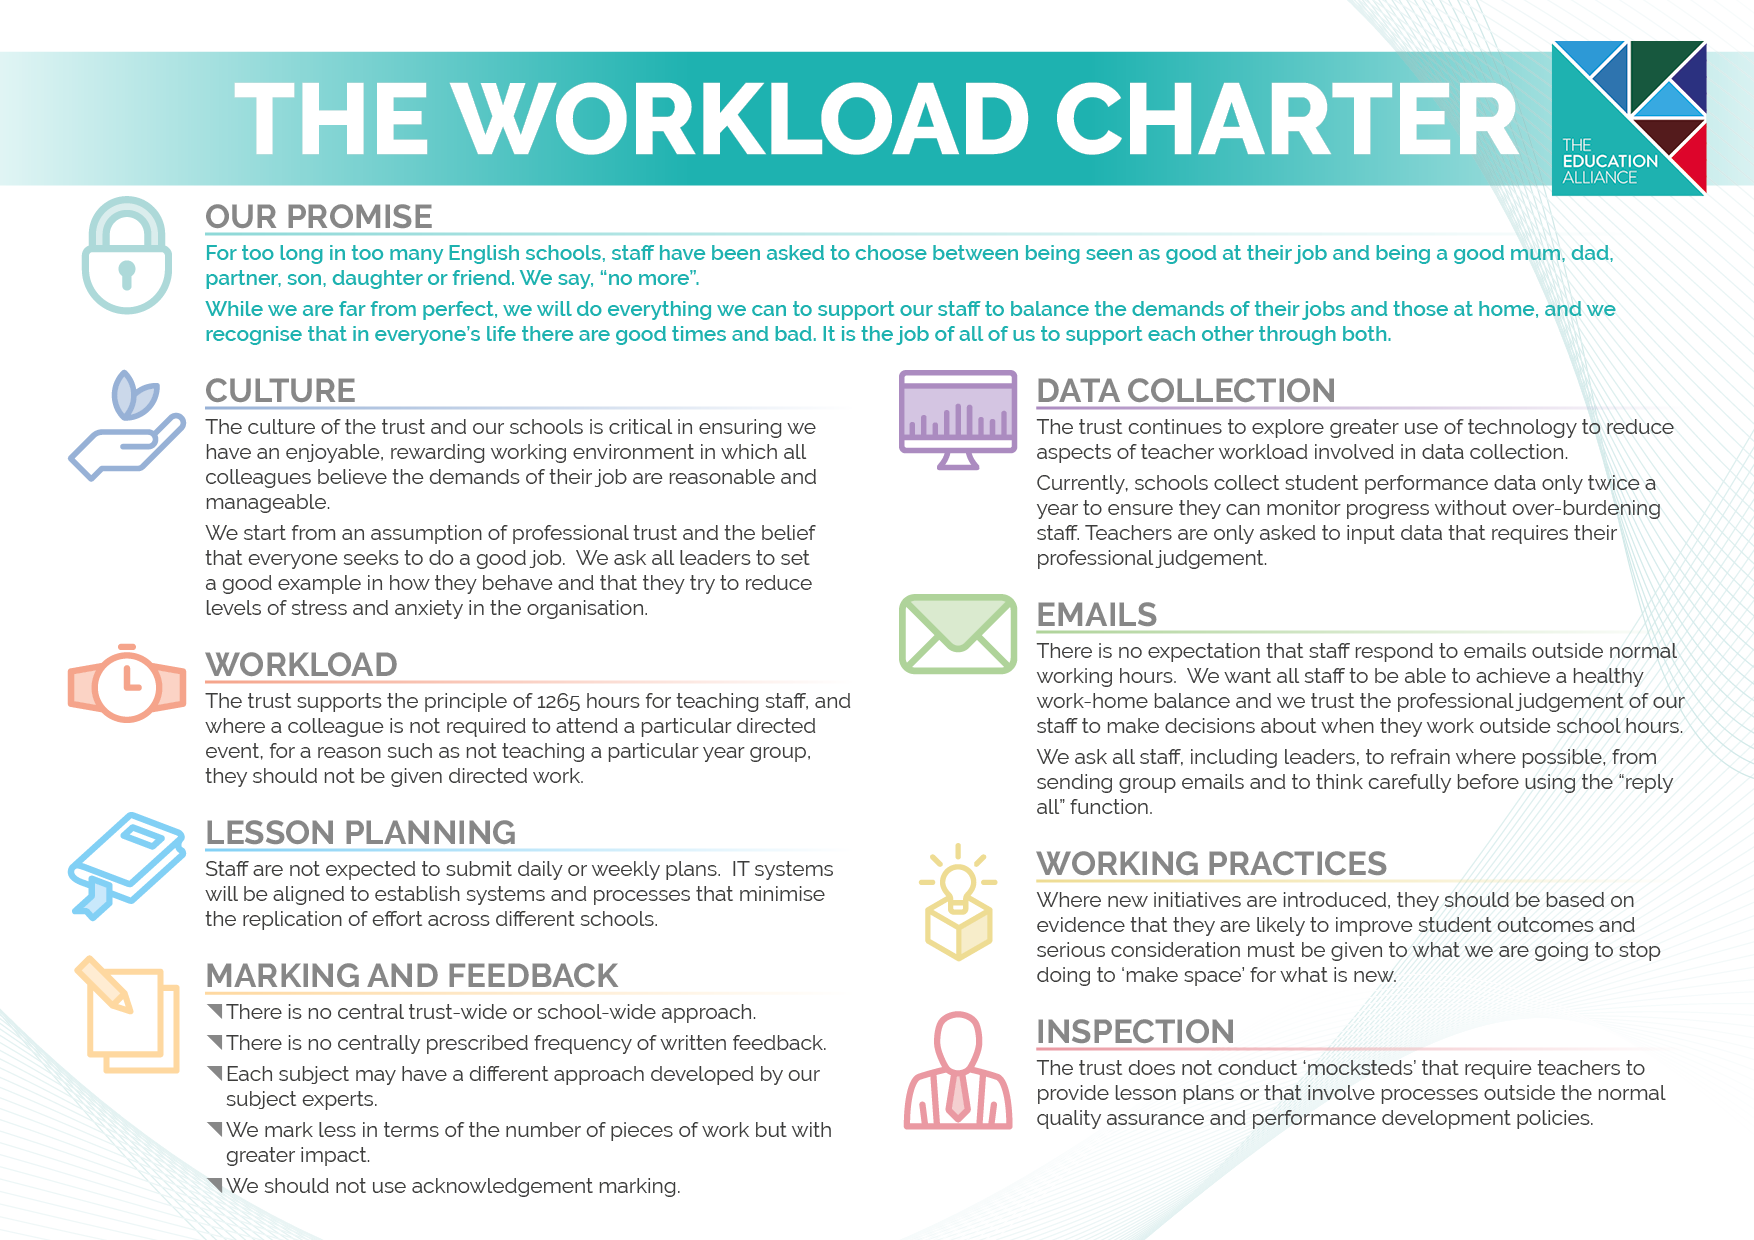 THE WORKLOAD CHARTER
THE
EDUCATION
ALLIANCE
OUR PROMISE
For too long in too many English schools, staff have been asked to choose between being seen as good at their job and being a good mum, dad,
partner, son, daughter or friend. We say, “no more”.
While we are far from perfect, we will do everything we can to support our staff to balance the demands of their jobs and those at home, and we
recognise that in everyone’s life there are good times and bad. It is the job of all of us to support each other through both.
CULTURE
The culture of the trust and our schools is critical in ensuring we
have an enjoyable, rewarding working environment in which all
colleagues believe the demands of their job are reasonable and
manageable.
We start from an assumption of professional trust and the belief
that everyone seeks to do a good job.  We ask all leaders to set
a good example in how they behave and that they try to reduce
levels of stress and anxiety in the organisation.
WORKLOAD
The trust supports the principle of 1265 hours for teaching staff, and
where a colleague is not required to attend a particular directed
event, for a reason such as not teaching a particular year group,
they should not be given directed work.
LESSON PLANNING
Staff are not expected to submit daily or weekly plans.  IT systems
will be aligned to establish systems and processes that minimise
the replication of effort across different schools.
MARKING AND FEEDBACK
There is no central trust-wide or school-wide approach.
There is no centrally prescribed frequency of written feedback.
Each subject may have a different approach developed by our
subject experts.
We mark less in terms of the number of pieces of work but with
greater impact.
We should not use acknowledgement marking.
DATA COLLECTION
The trust continues to explore greater use of technology to reduce
aspects of teacher workload involved in data collection.
Currently, schools collect student performance data only twice a
year to ensure they can monitor progress without over-burdening
staff. Teachers are only asked to input data that requires their
professional judgement.
EMAILS
There is no expectation that staff respond to emails outside normal
working hours.  We want all staff to be able to achieve a healthy
work-home balance and we trust the professional judgement of our
staff to make decisions about when they work outside school hours.
We ask all staff, including leaders, to refrain where possible, from
sending group emails and to think carefully before using the “reply
all” function.
WORKING PRACTICES
Where new initiatives are introduced, they should be based on
evidence that they are likely to improve student outcomes and
serious consideration must be given to what we are going to stop
doing to ‘make space’ for what is new.
INSPECTION
The trust does not conduct ‘mocksteds’ that require teachers to
provide lesson plans or that involve processes outside the normal
quality assurance and performance development policies.